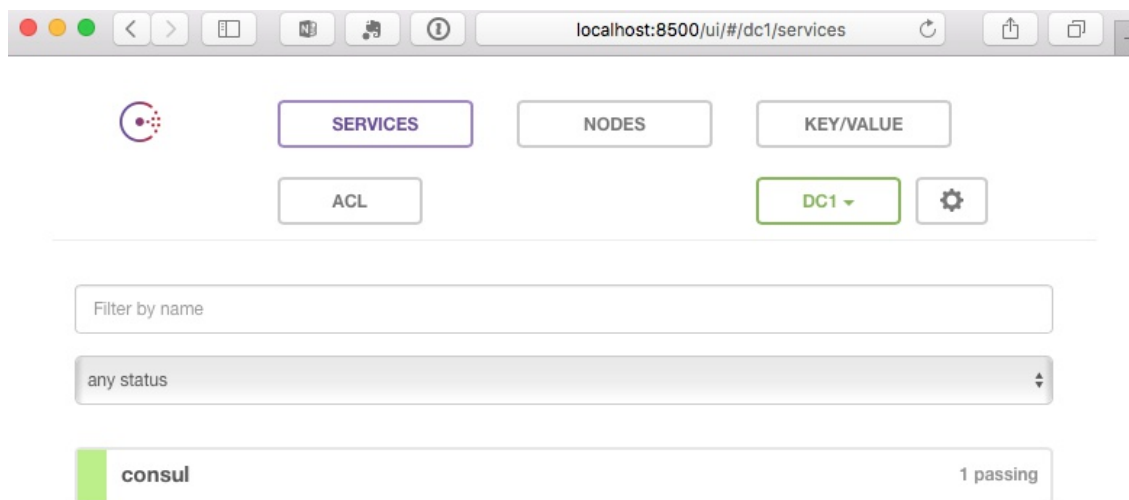 localhost:8500/ui/#/dc1/services
SERVICES NODES KEY/VALUE
ACL DC1
Filter by name
any status
consul 1 passing